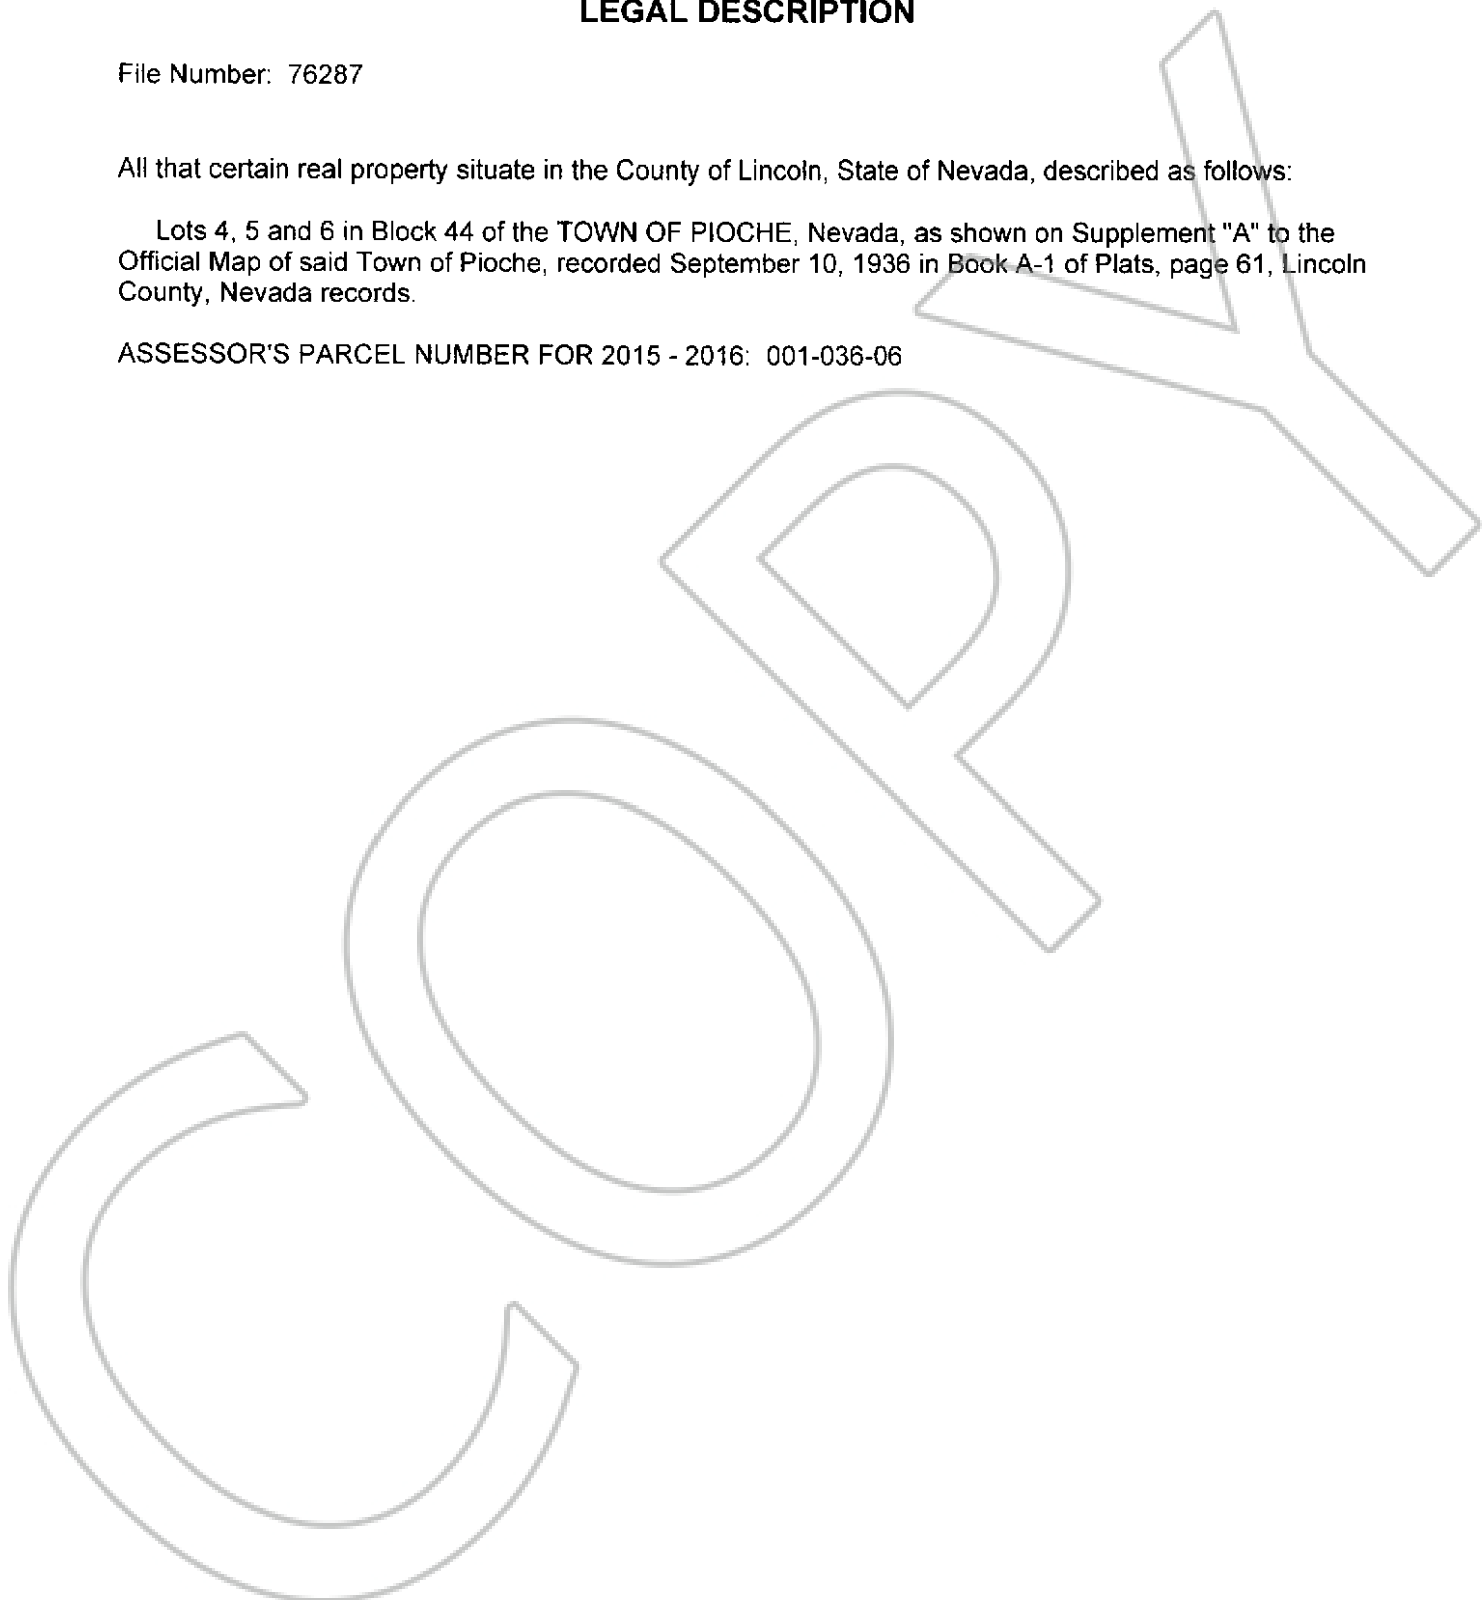 LEGAL DESCRIPTION
File Number: 76287
All that certain real property situate in the County of Lincoln, State of Nevada, described as follows:
Lots 4, 5 and 6 in Block 44 of the TOWN OF PIOCHE, Nevada, as shown on Supplement "A" to the
Official Map of said Town of Pioche, recorded September 10, 1936 in Book A-1 of Plats, page 61, Lincoln
County, Nevada records.
ASSESSOR'S PARCEL NUMBER FOR 2015 - 2016: 001-036-06
COPY